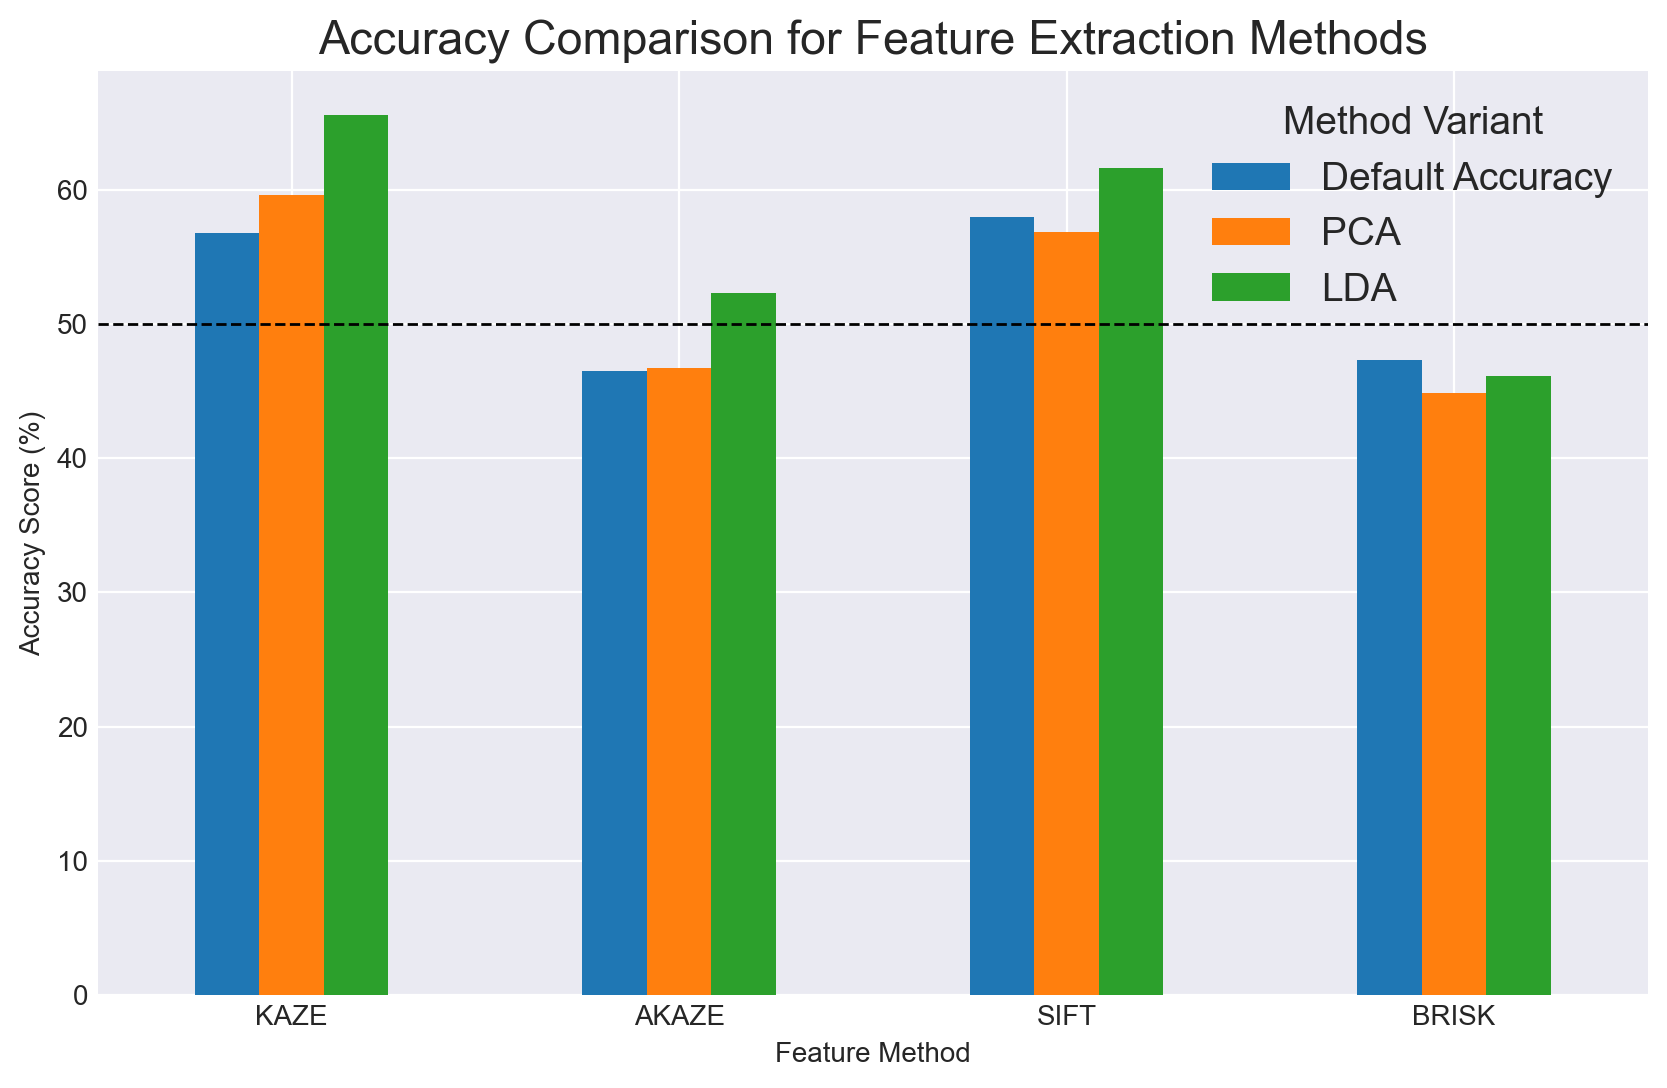 Accuracy Comparison for Feature Extraction Methods
Method Variant
Default Accuracy
PCA
LDA
Accuracy Score (%)
60
50
40
30
20
10
0
KAZE AKAZE SIFT BRISK
Feature Method